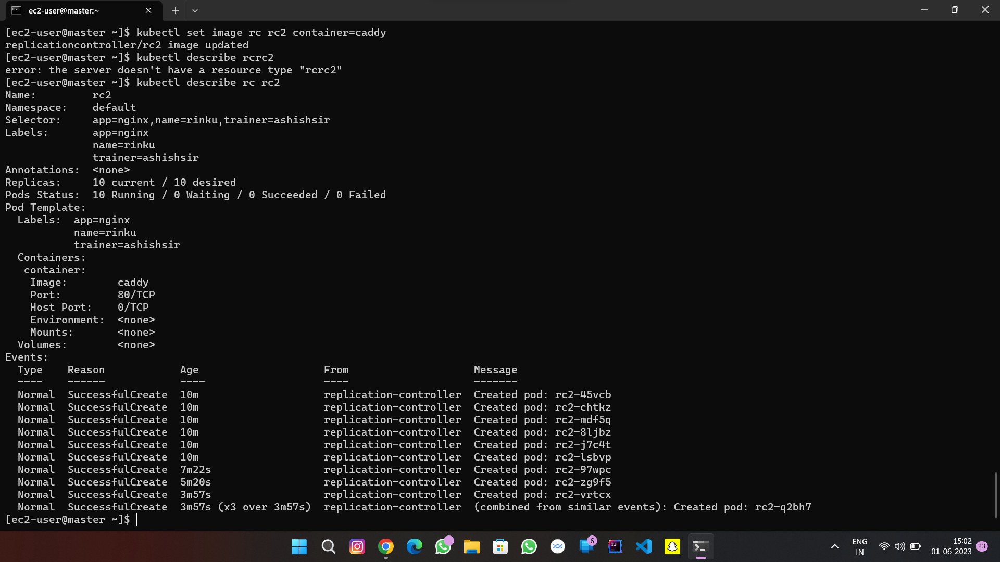 ec2-user@master:~
[ec2-user@master ~]$ kubectl set image rc rc2 container=caddy
replicationcontroller/rc2 image updated
[ec2-user@master ~]$ kubectl describe rcrc2
error: the server doesn't have a resource type "rcrc2"
[ec2-user@master ~]$ kubectl describe rc rc2
Name:         rc2
Namespace:    default
Selector:     app=nginx,name=rinku,trainer=ashishsir
Labels:       app=nginx
              name=rinku
              trainer=ashishsir
Annotations:  <none>
Replicas:     10 current / 10 desired
Pods Status:  10 Running / 0 Waiting / 0 Succeeded / 0 Failed
Pod Template:
  Labels:  app=nginx
           name=rinku
           trainer=ashishsir
  Containers:
   container:
    Image:        caddy
    Port:         80/TCP
    Host Port:    0/TCP
    Environment:  <none>
    Mounts:       <none>
  Volumes:        <none>
Events:
  Type    Reason            Age                    From                    Message
  ----    ------            ----                   ----                    -------
  Normal  SuccessfulCreate  10m                    replication-controller  Created pod: rc2-45vcb
  Normal  SuccessfulCreate  10m                    replication-controller  Created pod: rc2-chtkz
  Normal  SuccessfulCreate  10m                    replication-controller  Created pod: rc2-mdf5q
  Normal  SuccessfulCreate  10m                    replication-controller  Created pod: rc2-8ljbz
  Normal  SuccessfulCreate  10m                    replication-controller  Created pod: rc2-j7c4t
  Normal  SuccessfulCreate  10m                    replication-controller  Created pod: rc2-lsbvp
  Normal  SuccessfulCreate  7m22s                  replication-controller  Created pod: rc2-97wpc
  Normal  SuccessfulCreate  5m20s                  replication-controller  Created pod: rc2-zg9f5
  Normal  SuccessfulCreate  3m57s                  replication-controller  Created pod: rc2-vrtcx
  Normal  SuccessfulCreate  3m57s (x3 over 3m57s)  replication-controller  (combined from similar events): Created pod: rc2-q2bh7
[ec2-user@master ~]$
6
IJ
ENG
IN
15:02
01-06-2023
23